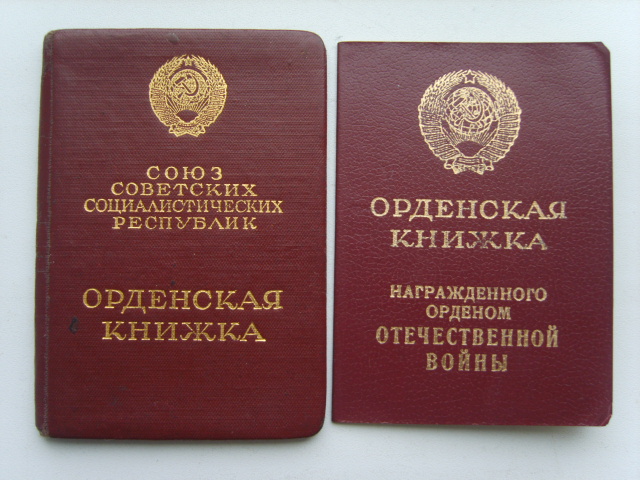 СОЮЗ
СОВЕТСКИХ
СОЦИАЛИСТИЧЕСКИХ
РЕСПУБЛИК
ОРДЕНСКАЯ
КНИЖКА
ОРДЕНСКАЯ
КНИЖКА
НАГРАЖДЕННОГО
ОРДЕНОМ
ОТЕЧЕСТВЕННОЙ
ВОЙНЫ